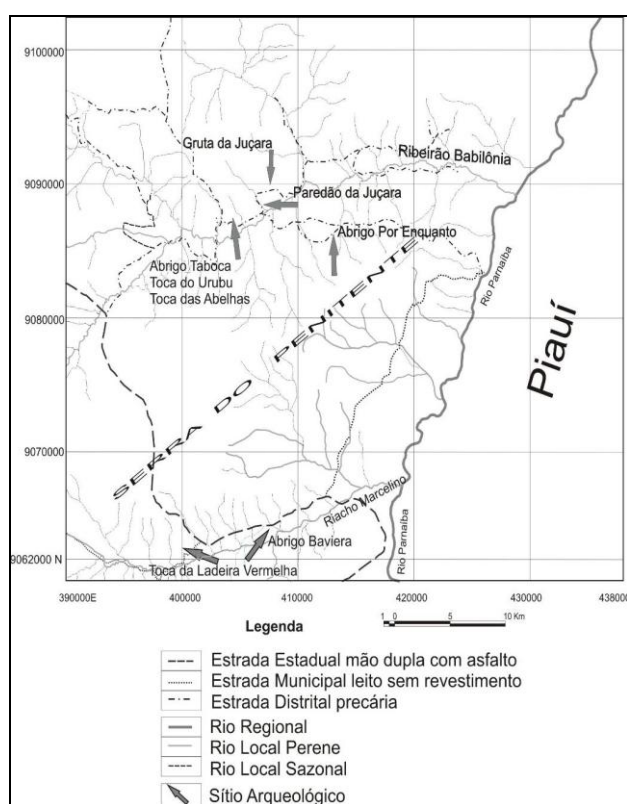 9100000
Gruta da Juçara
Ribeirão Babilônia
9090000
Paredão da Juçara
Abrigo Por Enquanto
Abrigo Taboca
Toca do Urubu
Toca das Abelhas
Rio Parnaíba
9080000
Piauí
9070000
Riacho Marcelino
Abrigo Baviera
9062000 N
Toca da Ladeira Vermelha
Rio Parnaíba
390000E 400000 410000 420000 430000 438000
Legenda
1 0 5 10 Km
Estrada Estadual mão dupla com asfalto
Estrada Municipal leito sem revestimento
Estrada Distrital precária
Rio Regional
Rio Local Perene
Rio Local Sazonal
Sítio Arqueológico